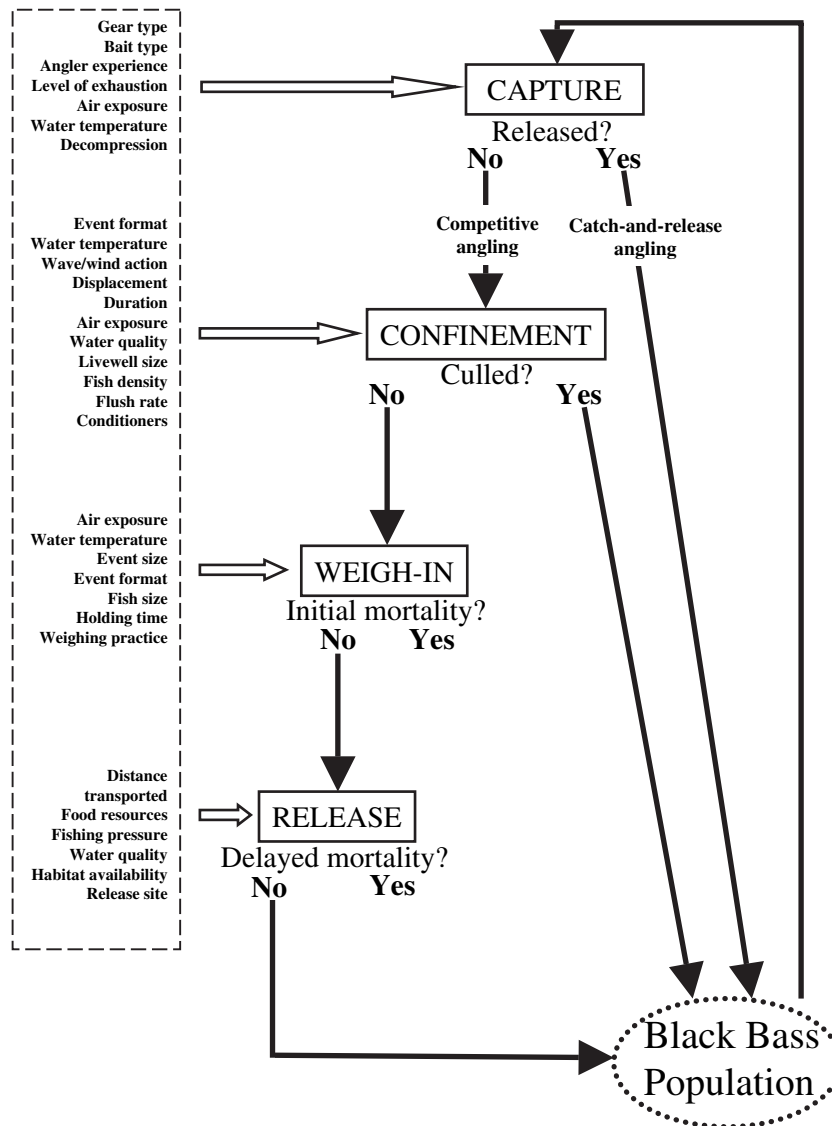 Gear type
Bait type
Angler experience
Level of exhaustion
Air exposure
Water temperature
Decompression
CAPTURE
Released?
No Yes
Competitive
angling
Catch-and-release
angling
Event format
Water temperature
Wave/wind action
Displacement
Duration
Air exposure
Water quality
Livewell size
Fish density
Flush rate
Conditioners
CONFINEMENT
Culled?
No Yes
Air exposure
Water temperature
Event size
Event format
Fish size
Holding time
Weighing practice
WEIGH-IN
Initial mortality?
No Yes
Distance
transported
Food resources
Fishing pressure
Water quality
Habitat availability
Release site
RELEASE
Delayed mortality?
No Yes
Black Bass
Population